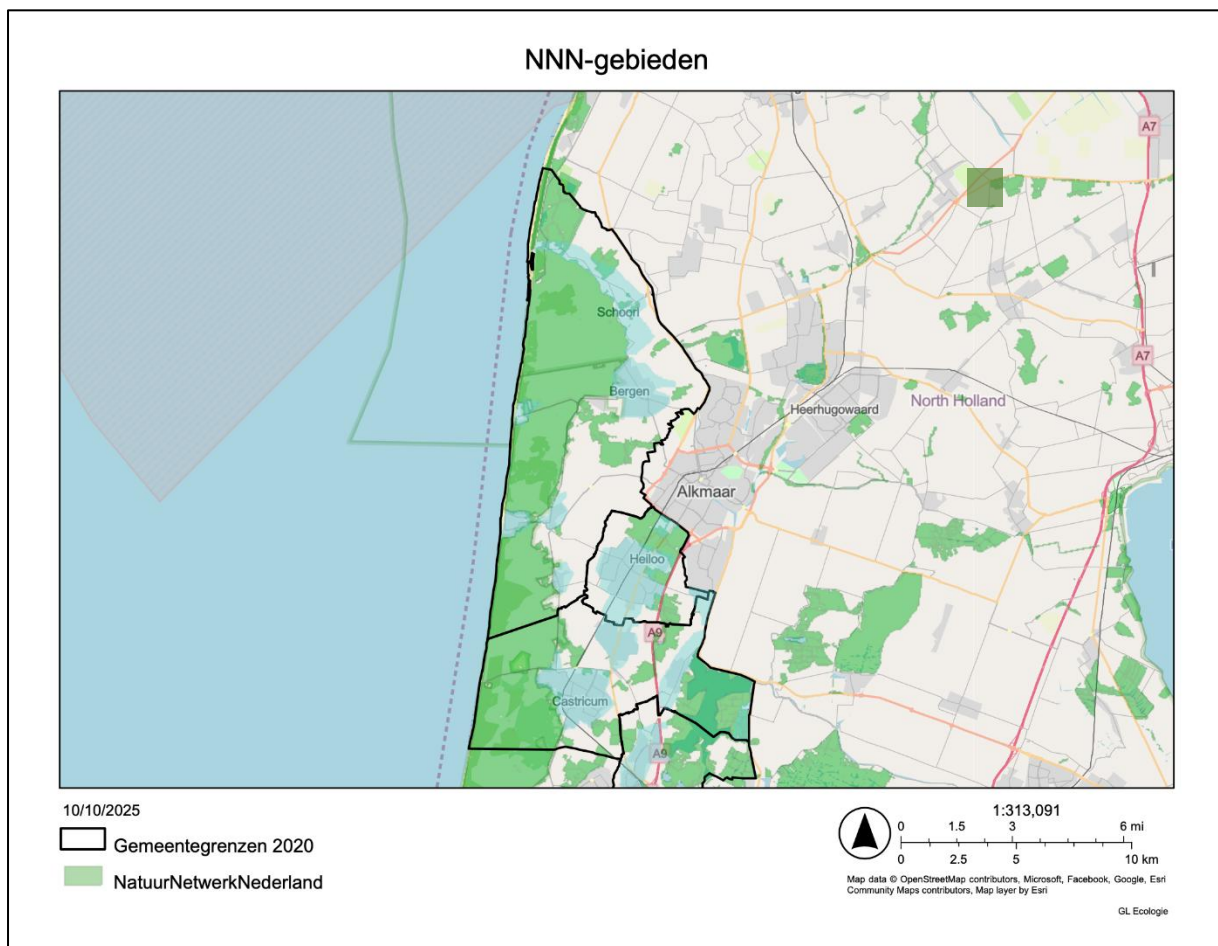 NNN-gebieden
A7
Schoorl
A7
Bergen
Heerhugowaard
North Holland
Alkmaar
Heiloo
A9
Castricum
A9
10/10/2025
Gemeentegrenzen 2020
NatuurNetwerkNederland
1:313,091
0 1.5 3 6 mi
0 2.5 5 10 km
Map data © OpenStreetMap contributors, Microsoft, Facebook, Google, Esri
Community Maps contributors, Map layer by Esri
GL Ecologie